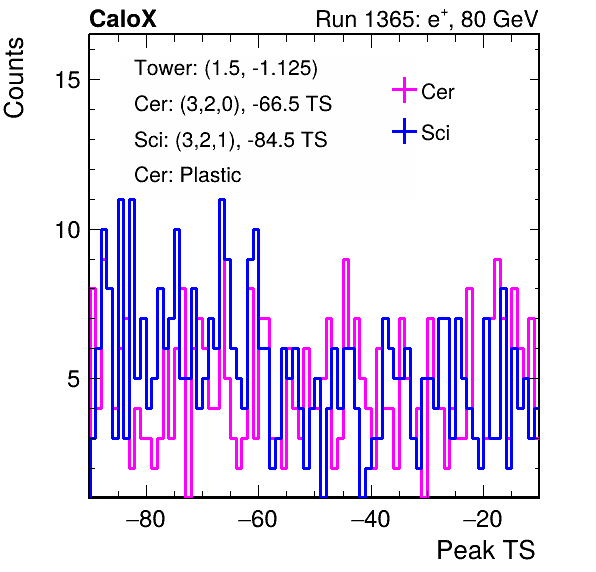 CaloX Run 1365: e⁺, 80 GeV
Counts
Tower: (1.5, -1.125)
Cer: (3,2,0), -66.5 TS
Sci: (3,2,1), -84.5 TS
Cer: Plastic
Cer
Sci
15
10
5
−80 −60 −40 −20
Peak TS